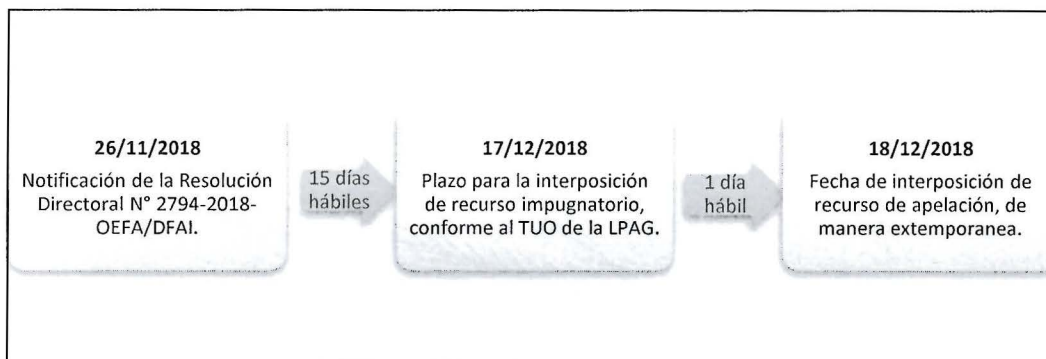 26/11/2018
Notificación de la Resolución
Directoral N° 2794-2018-
OEFA/DFAI.
15 días
hábiles
17/12/2018
Plazo para la interposición
de recurso impugnatorio,
conforme al TUO de la LPAG.
1 día
hábil
18/12/2018
Fecha de interposición de
recurso de apelación, de
manera extemporanea.